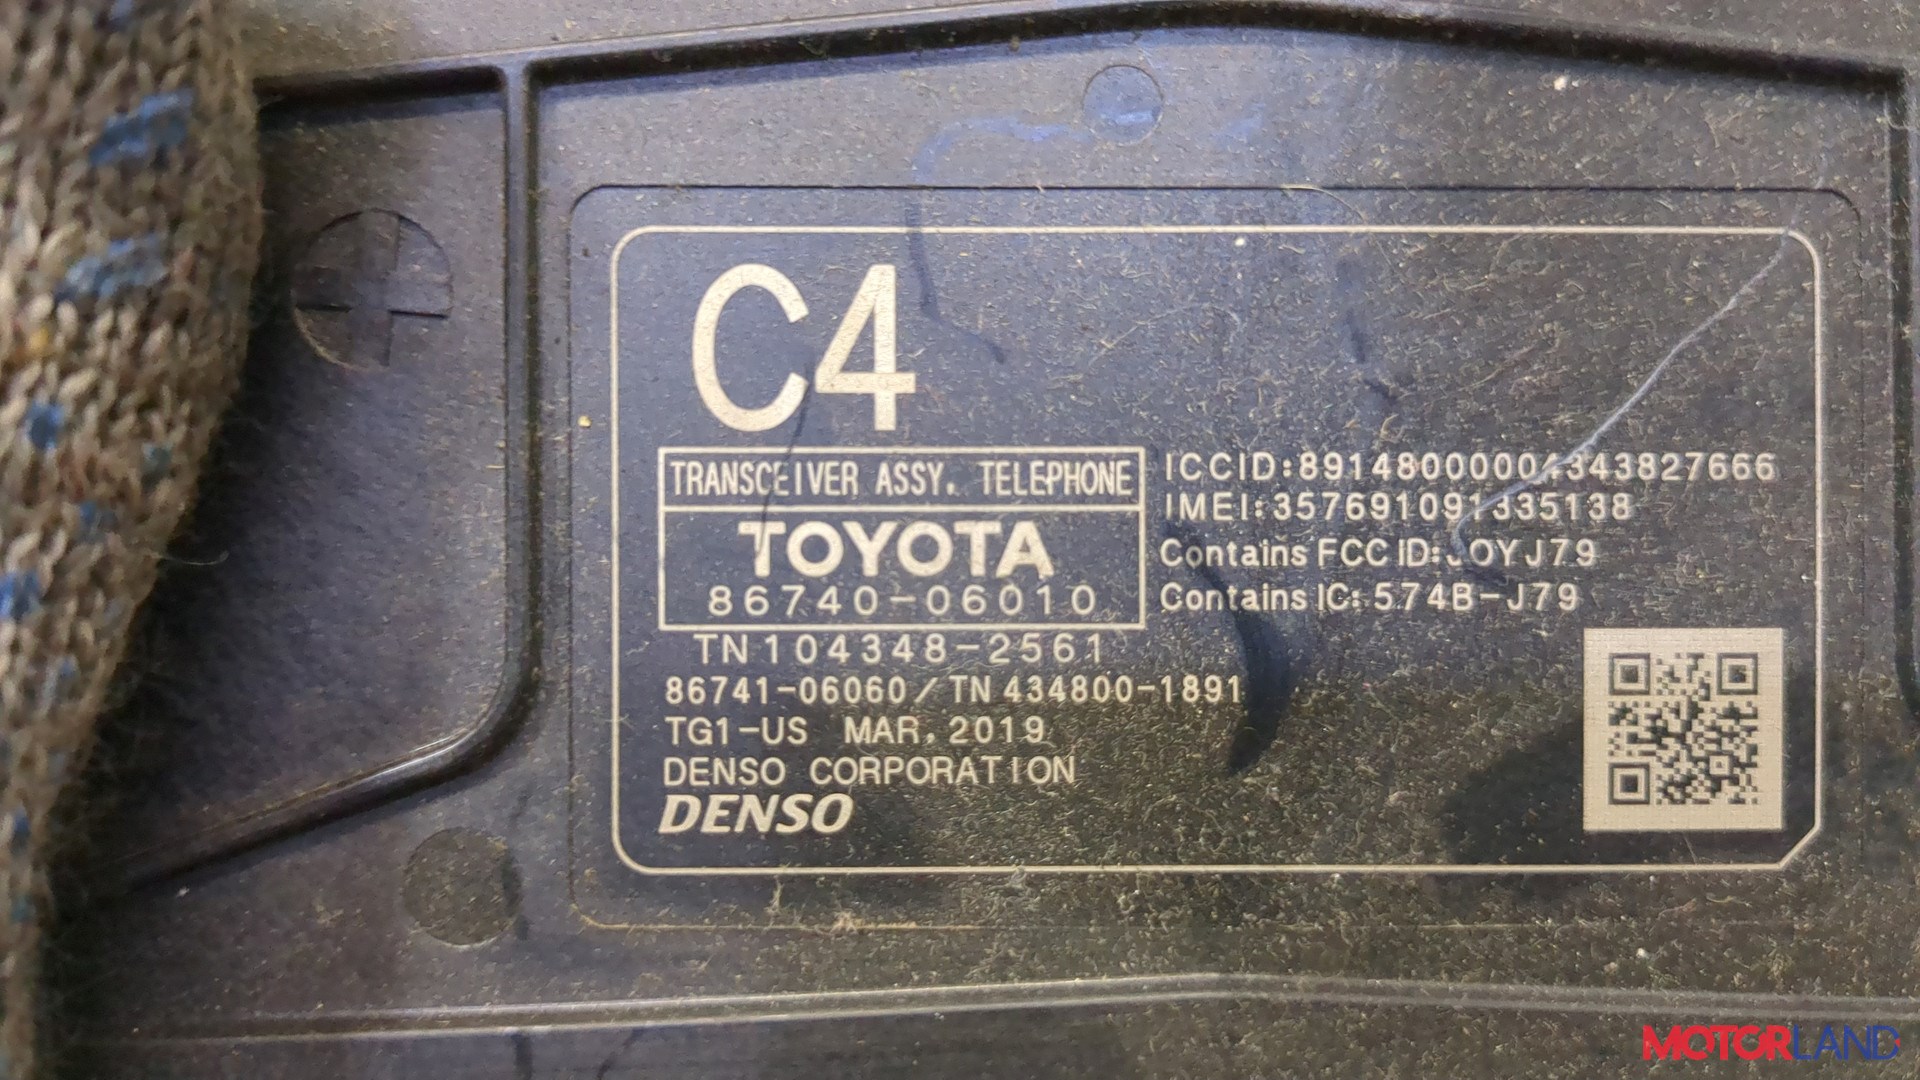 C4
TRANSCEIVER ASSY, TELEPHONE
TOYOTA
86740-06010
TN104348-2561
86741-06060/TN 434800-1891
TG1-US MAR, 2019
DENSO CORPORATION
DENSO
ICCID:89148000004343827666
IMEI:357691091335138
Contains FCC ID:JOYJ79
Contains IC: 574B-J79
MOTORLAND